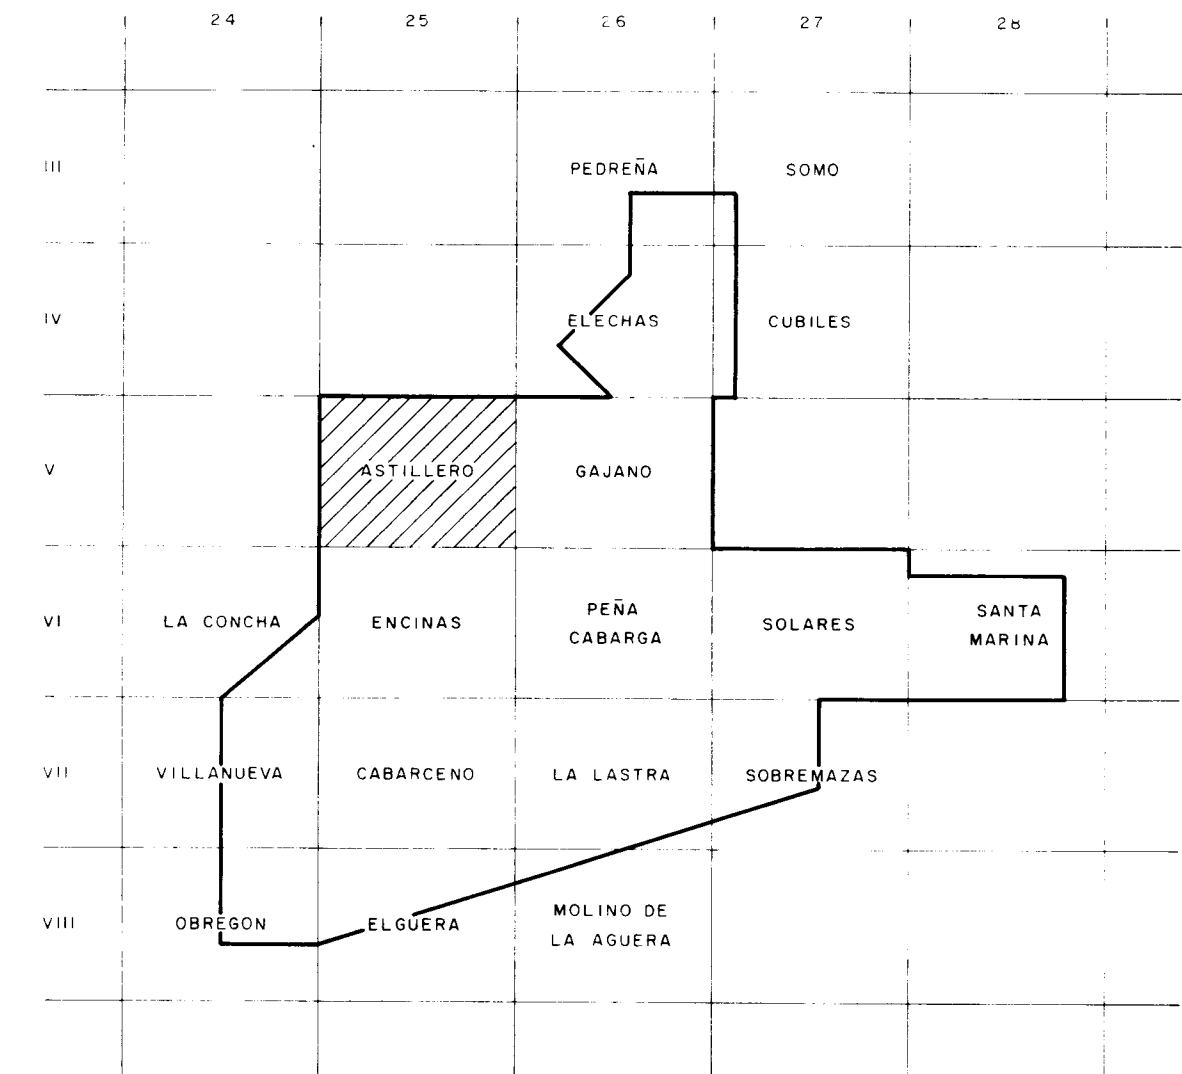 24 25 26 27 28
III PEDREÑA SOMO
IV ELECHAS CUBILES
V ASTILLERO GAJANO
VI LA CONCHA ENCINAS PEÑA CABARGA SOLARES SANTA MARINA
VII VILLANUEVA CABARCENO LA LASTRA SOBREMAZAS
VIII OBREGON ELGUERA MOLINO DE LA AGUERA